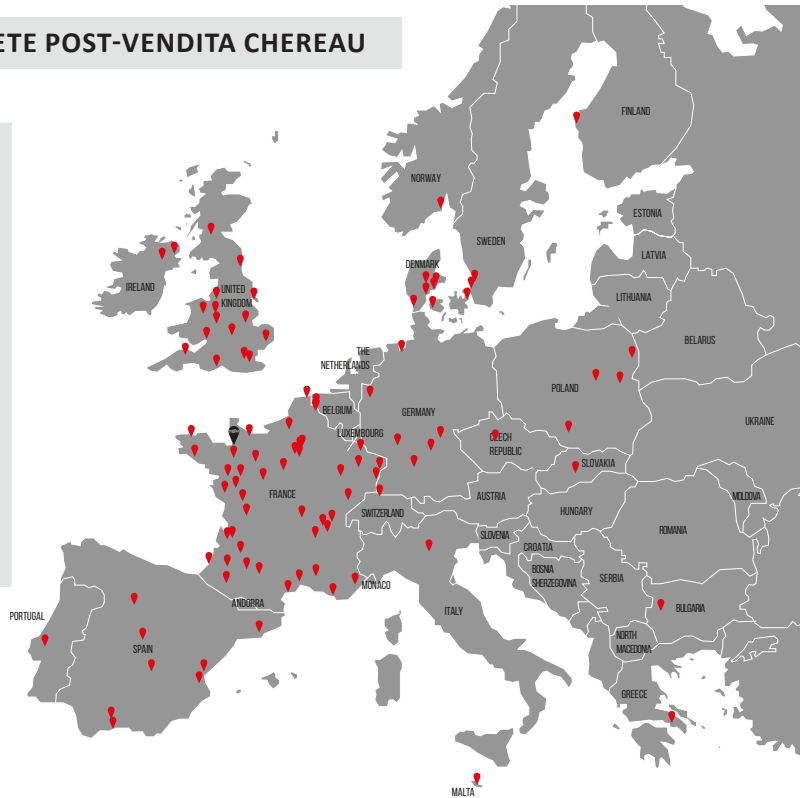 ETE POST-VENDITA CHEREAU
FINLAND
NORWAY
ESTONIA
SWEDEN
LATVIA
DENMARK
IRELAND
UNITED
KINGDOM
LITHUANIA
BELARUS
THE
NETHERLANDS
POLAND
BELGIUM
GERMANY
UKRAINE
LUXEMBOURG
CZECH
REPUBLIC
SLOVAKIA
FRANCE
AUSTRIA
MOLDOVA
SWITZERLAND
HUNGARY
ROMANIA
SLOVENIA
CROATIA
BOSNIA
SHERZEGOVINA
SERBIA
MONACO
ANDORRA
ITALY
BULGARIA
PORTUGAL
SPAIN
NORTH
MACEDONIA
GREECE
MALTA